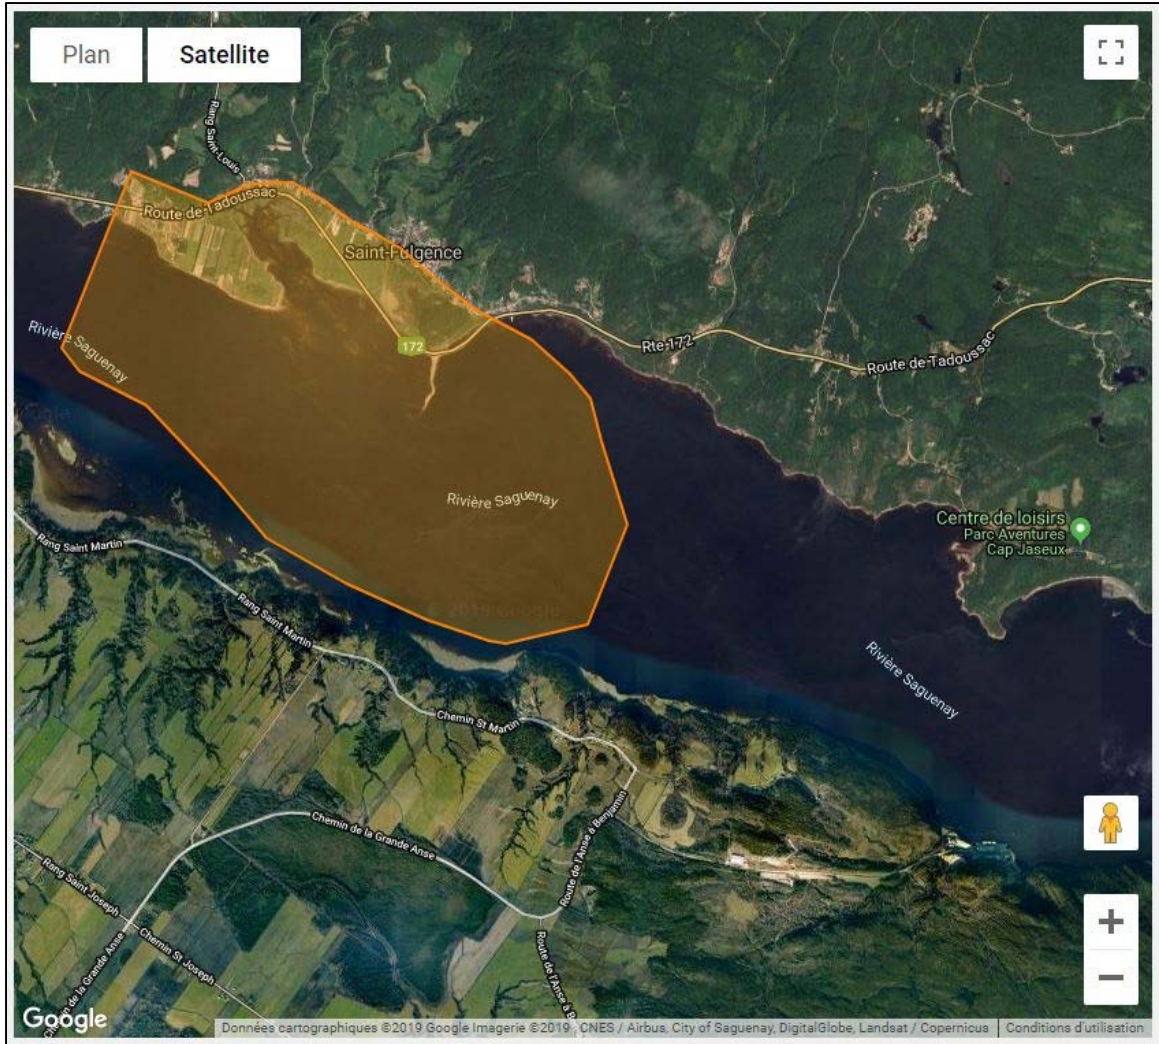 Plan
Satellite
Rang Saint-Louis
Route de Tadoussac
Saint-Fulgence
Rivière Saguenay
172
Rte 172
Route de Tadoussac
Rivière Saguenay
Centre de loisirs
Parc Aventures
Cap Jaseux
Rang Saint Martin
Rang Saint Martin
2019 Google
Rivière Saguenay
Chemin St Martin
Chemin de la Grande Anse
Route de l'Anse à Benjamin
Rang Saint Joseph
Chemin St Joseph
Route de l'Anse à B
de la Grande Anse
Google
Données cartographiques ©2019 Google Imagerie ©2019 , CNES / Airbus, City of Saguenay, DigitalGlobe, Landsat / Copernicus
Conditions d'utilisation